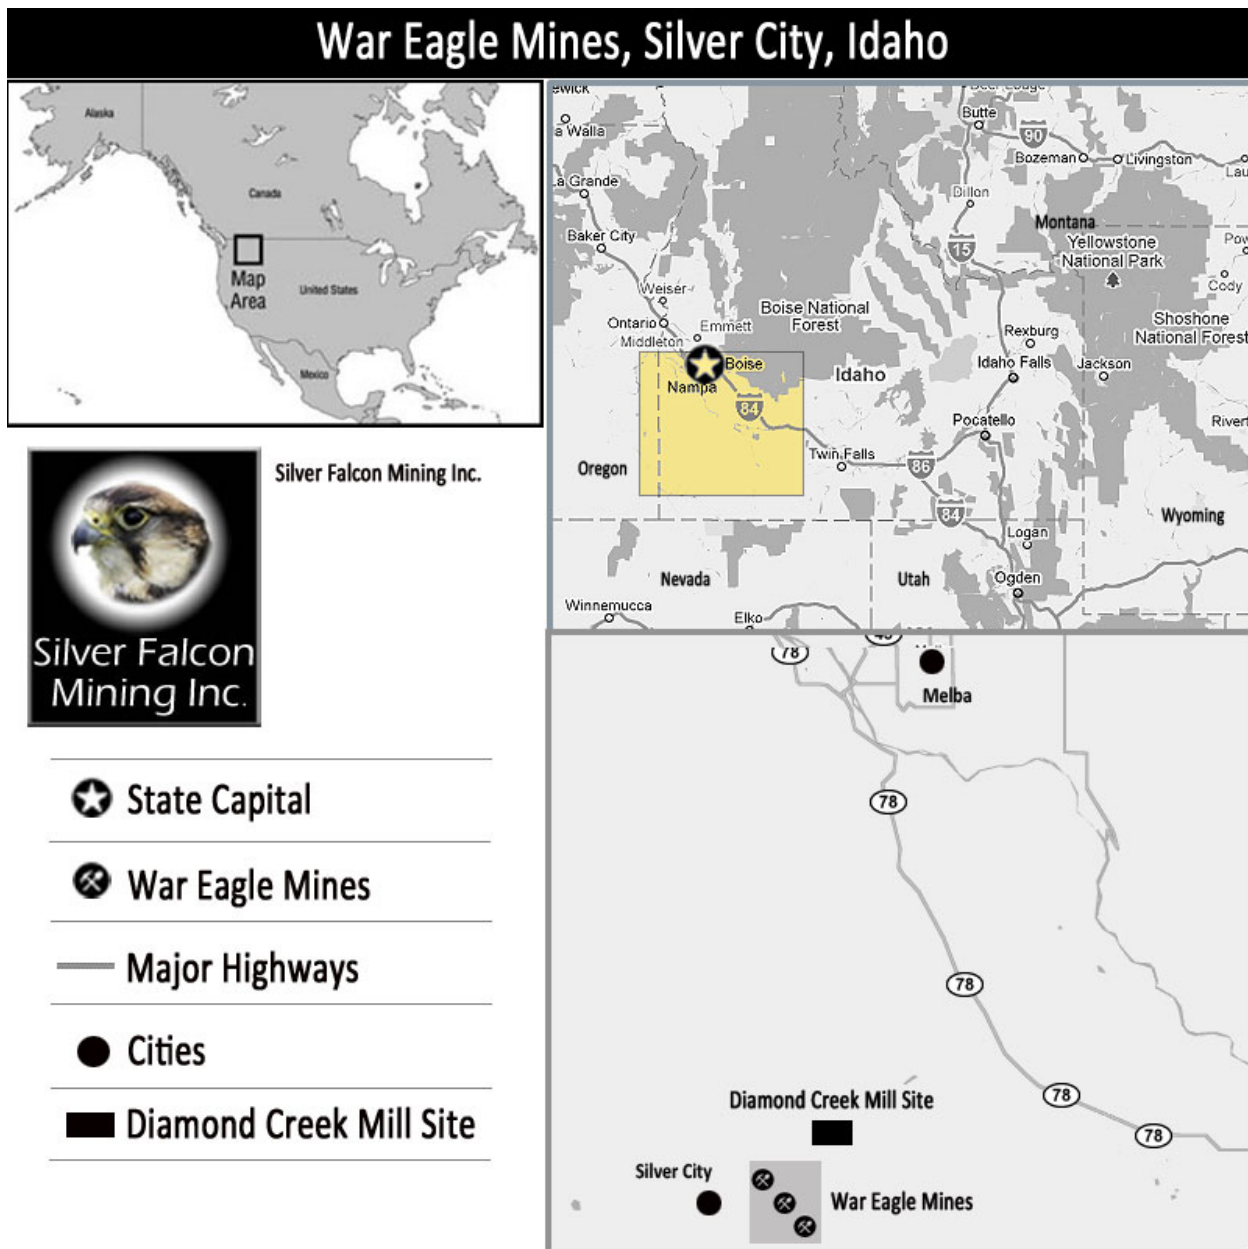 War Eagle Mines, Silver City, Idaho
Alaska
Canada
Map
Area
United States
Mexico
Butte
90
Bozeman
Livingston
a Walla
La Grande
Dillon
Baker City
15
Montana
Yellowstone
National Park
Cody
Weiser
Boise National
Forest
Shoshone
National Forest
Ontario
Emmett
Middleton
Rexburg
Boise
Idaho
Idaho Falls
Jackson
Nampa
84
Pocatello
Oregon
Twin Falls
86
84
Wyoming
Logan
Nevada
Utah
Ogden
Winnemucca
Elko
Silver Falcon Mining Inc.
Silver Falcon
Mining Inc.
State Capital
War Eagle Mines
Major Highways
Cities
Diamond Creek Mill Site
78
Melba
78
78
78
78
Diamond Creek Mill Site
Silver City
War Eagle Mines